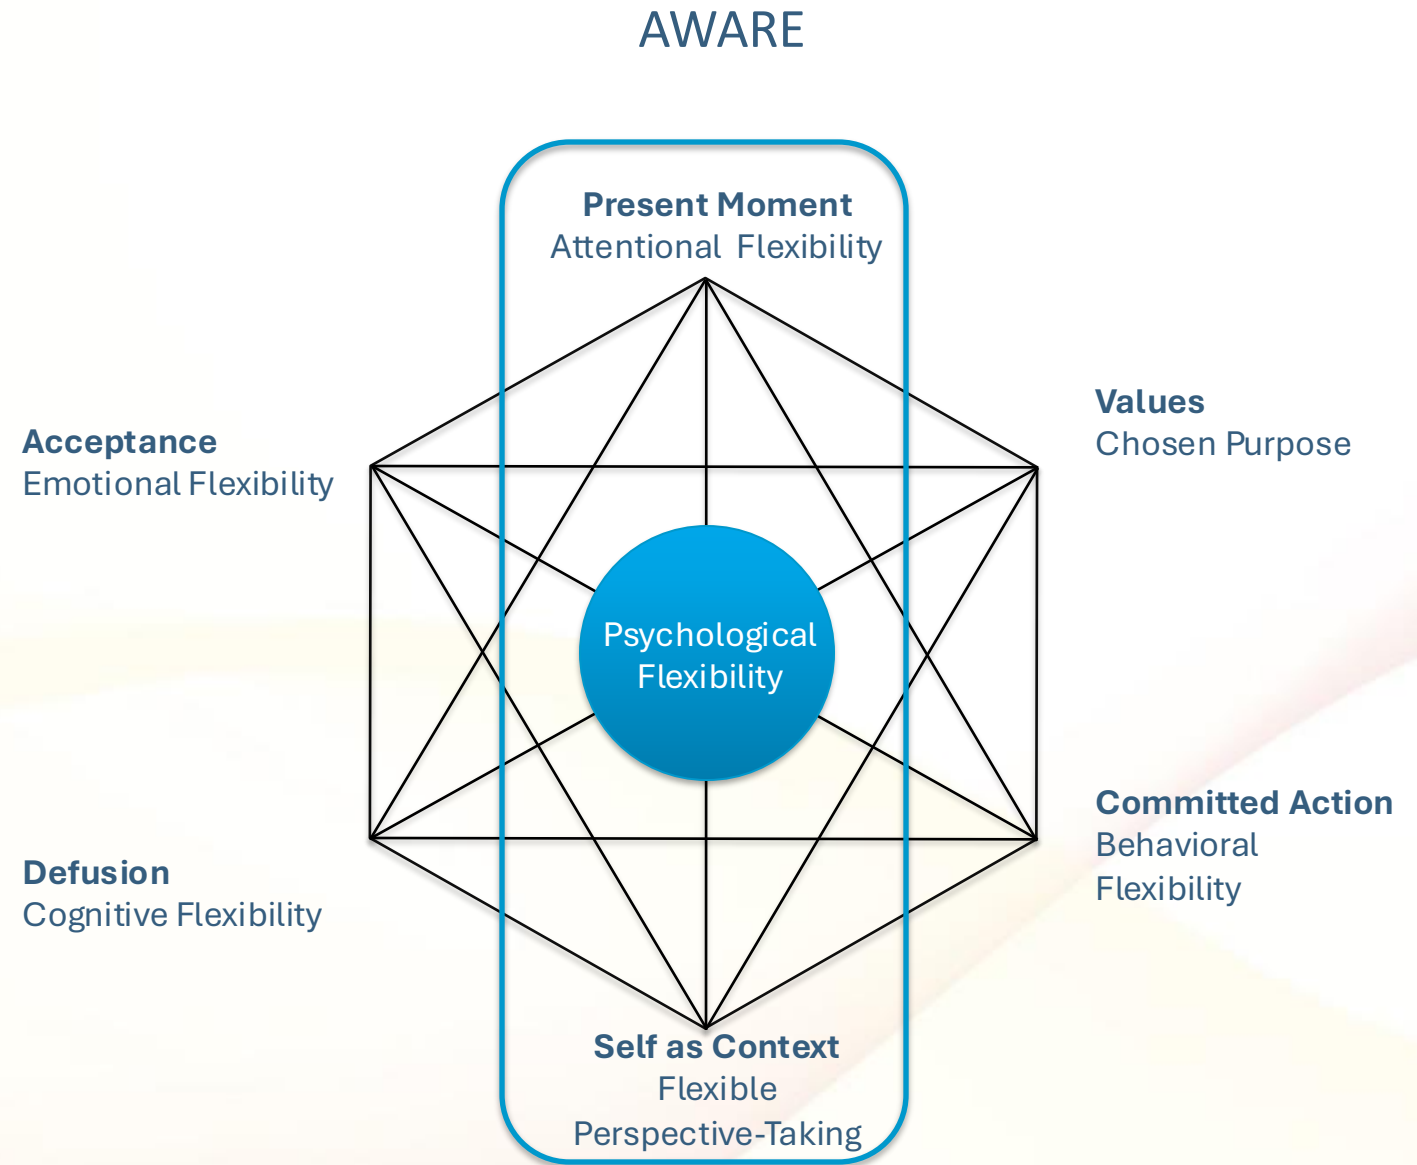 AWARE
Present Moment
Attentional Flexibility
Values
Chosen Purpose
Acceptance
Emotional Flexibility
Psychological
Flexibility
Committed Action
Behavioral
Flexibility
Defusion
Cognitive Flexibility
Self as Context
Flexible
Perspective-Taking